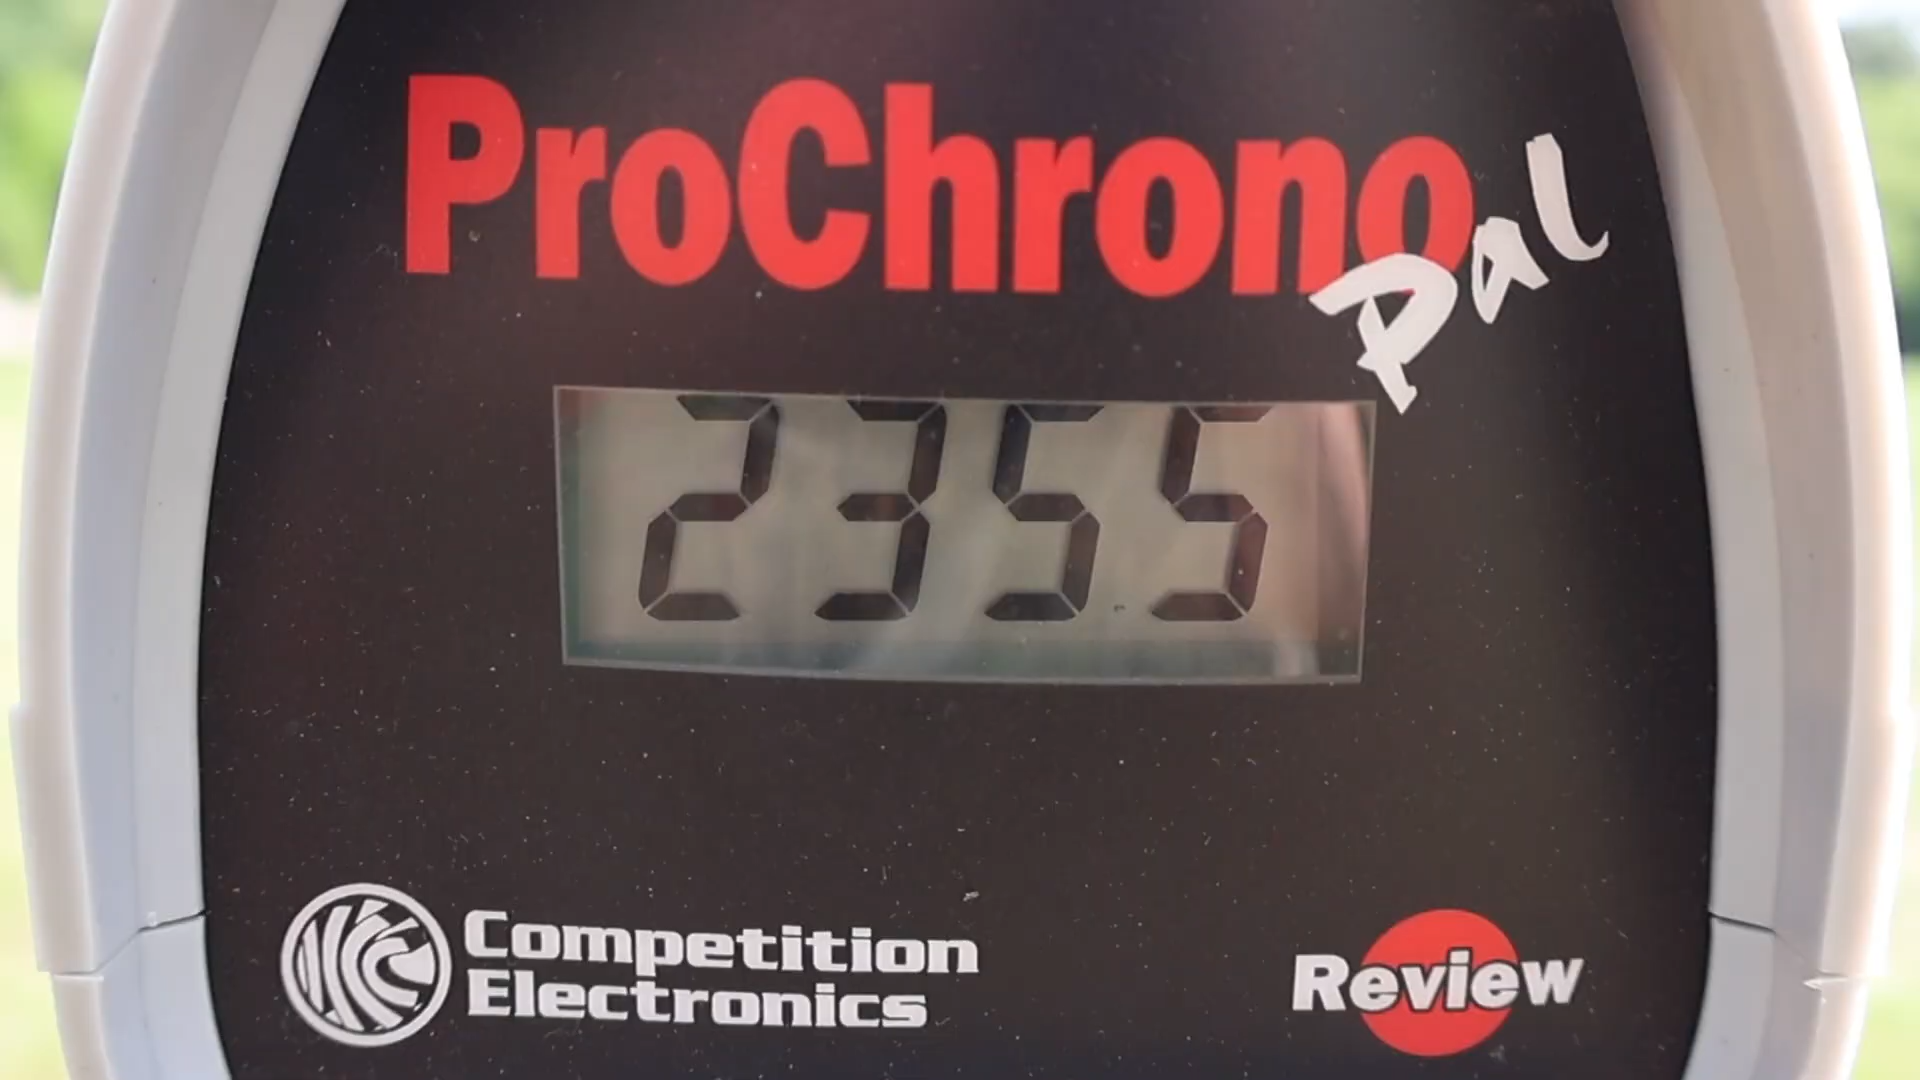 ProChrono
Pal
2355
Competition
Electronics
Review